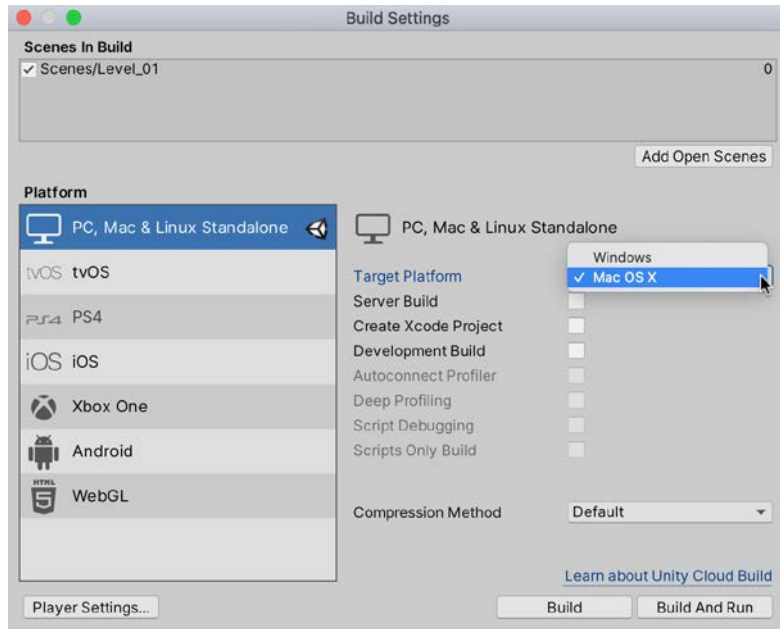 Build Settings
Scenes In Build
Scenes/Level_01 0
Add Open Scenes
Platform
PC, Mac & Linux Standalone
tvOS tvOS
PS4 PS4
iOS iOS
Xbox One
Android
HTML 5 WebGL
PC, Mac & Linux Standalone
Target Platform
Windows
Mac OS X
Server Build
Create Xcode Project
Development Build
Autoconnect Profiler
Deep Profiling
Script Debugging
Scripts Only Build
Compression Method Default
Learn about Unity Cloud Build
Player Settings... Build Build And Run